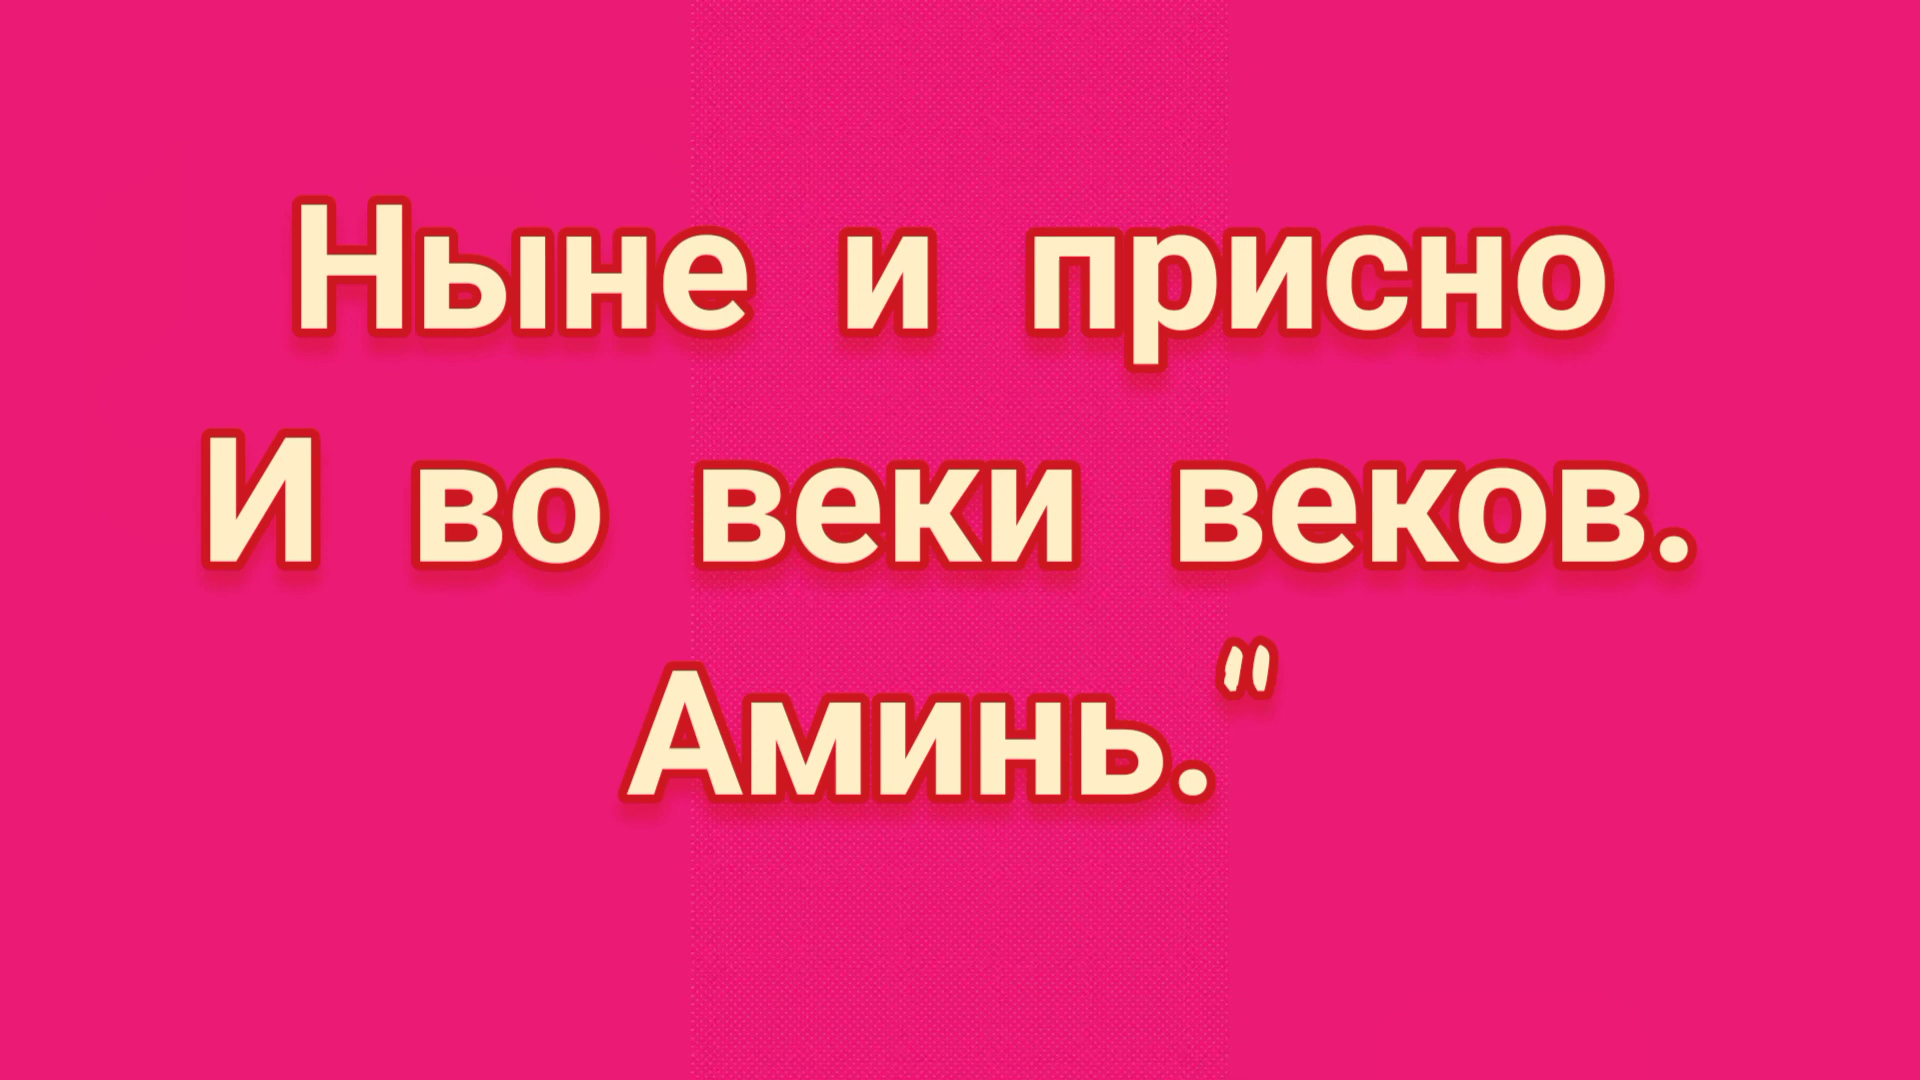 Ныне и присно
И во веки веков.
Аминь."